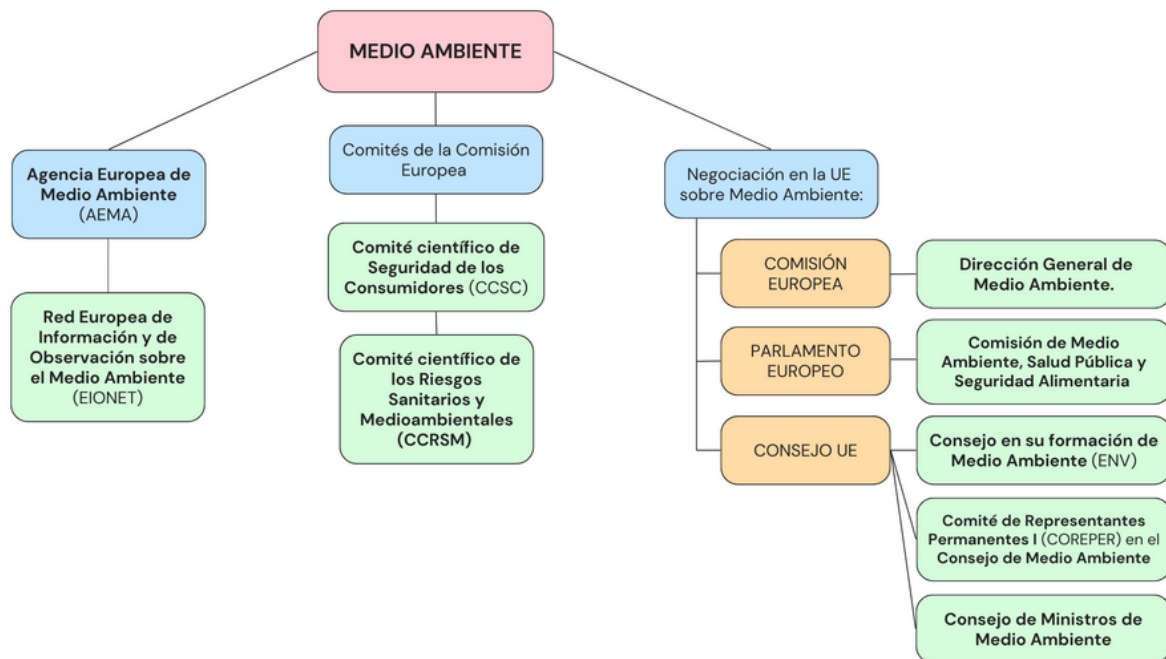 MEDIO AMBIENTE
Agencia Europea de
Medio Ambiente
(AEMA)
Red Europea de
Información y de
Observación sobre
el Medio Ambiente
(EIONET)
Comités de la Comisión
Europea
Comité científico de
Seguridad de los
Consumidores (CCSC)
Comité científico de
los Riesgos
Sanitarios y
Medioambientales
(CCRSM)
Negociación en la UE
sobre Medio Ambiente:
COMISIÓN
EUROPEA
Dirección General de
Medio Ambiente.
PARLAMENTO
EUROPEO
Comisión de Medio
Ambiente, Salud Pública y
Seguridad Alimentaria
CONSEJO UE
Consejo en su formación de
Medio Ambiente (ENV)
Comité de Representantes
Permanentes I (COREPER) en el
Consejo de Medio Ambiente
Consejo de Ministros de
Medio Ambiente